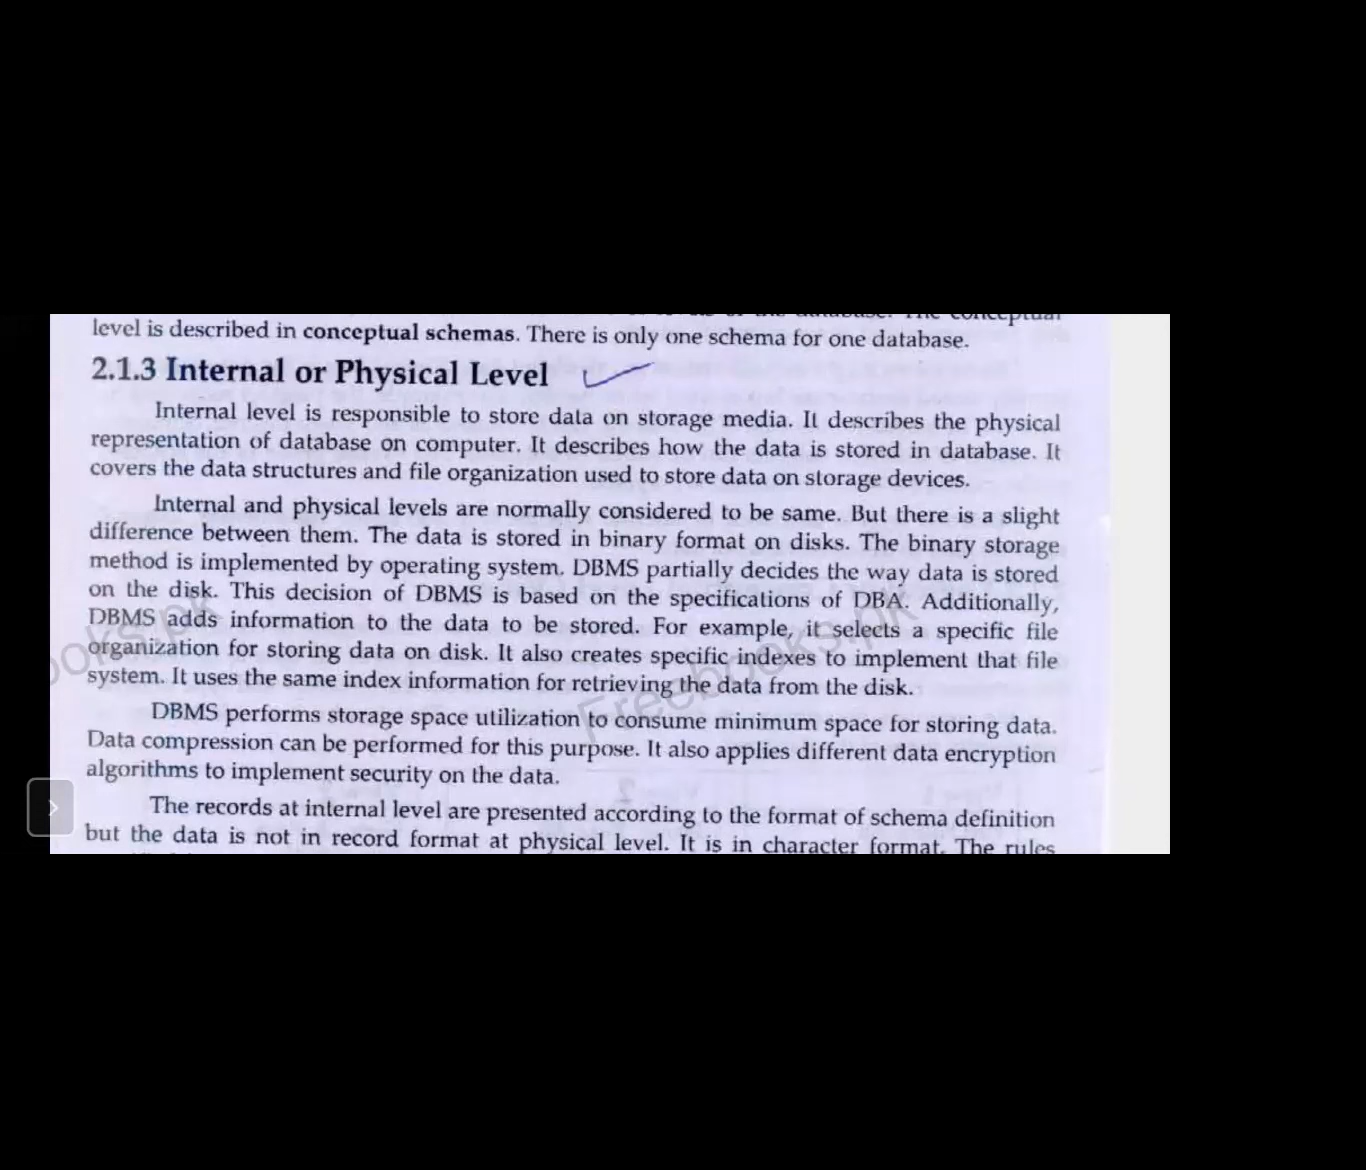 level is described in conceptual schemas. There is only one schema for one database.
2.1.3 Internal or Physical Level
Internal level is responsible to store data on storage media. It describes the physical
representation of database on computer. It describes how the data is stored in database. It
covers the data structures and file organization used to store data on storage devices.
Internal and physical levels are normally considered to be same. But there is a slight
difference between them. The data is stored in binary format on disks. The binary storage
method is implemented by operating system. DBMS partially decides the way data is stored
on the disk. This decision of DBMS is based on the specifications of DBA. Additionally,
DBMS adds information to the data to be stored. For example, it selects a specific file
organization for storing data on disk. It also creates specific indexes to implement that file
system. It uses the same index information for retrieving the data from the disk.
DBMS performs storage space utilization to consume minimum space for storing data.
Data compression can be performed for this purpose. It also applies different data encryption
algorithms to implement security on the data.
The records at internal level are presented according to the format of schema definition
but the data is not in record format at physical level. It is in character format. The rules
ooks.pk
Freebooks.pk